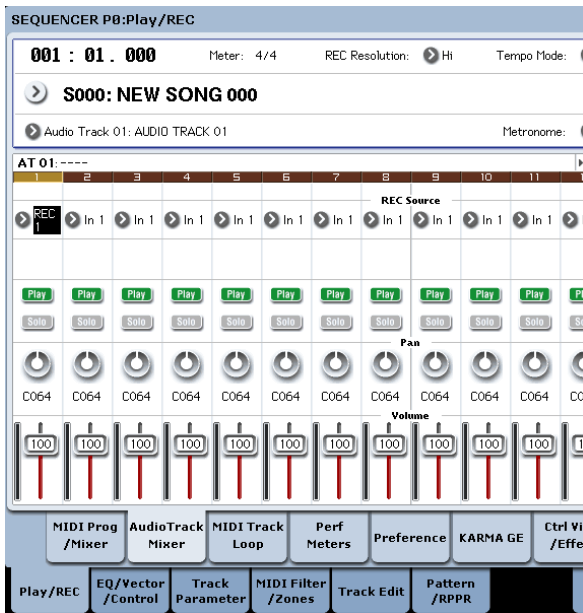 SEQUENCER P0:Play/REC
001 : 01 . 000 Meter: 4/4 REC Resolution: Hi Tempo Mode:
S000: NEW SONG 000
Audio Track 01: AUDIO TRACK 01 Metronome:
AT 01:----
1 2 3 4 5 6 7 8 9 10 11
REC Source
REC 1 In 1 In 1 In 1 In 1 In 1 In 1 In 1 In 1 In 1 In 1
Play Play Play Play Play Play Play Play Play Play Play
Solo Solo Solo Solo Solo Solo Solo Solo Solo Solo Solo
Pan
C064 C064 C064 C064 C064 C064 C064 C064 C064 C064 C064
Volume
100 100 100 100 100 100 100 100 100 100 100
MIDI Prog /Mixer AudioTrack Mixer MIDI Track Loop Perf Meters Preference KARMA GE Ctrl Vi /Effe
Play/REC EQ/Vector /Control Track Parameter MIDI Filter /Zones Track Edit Pattern /RPPR